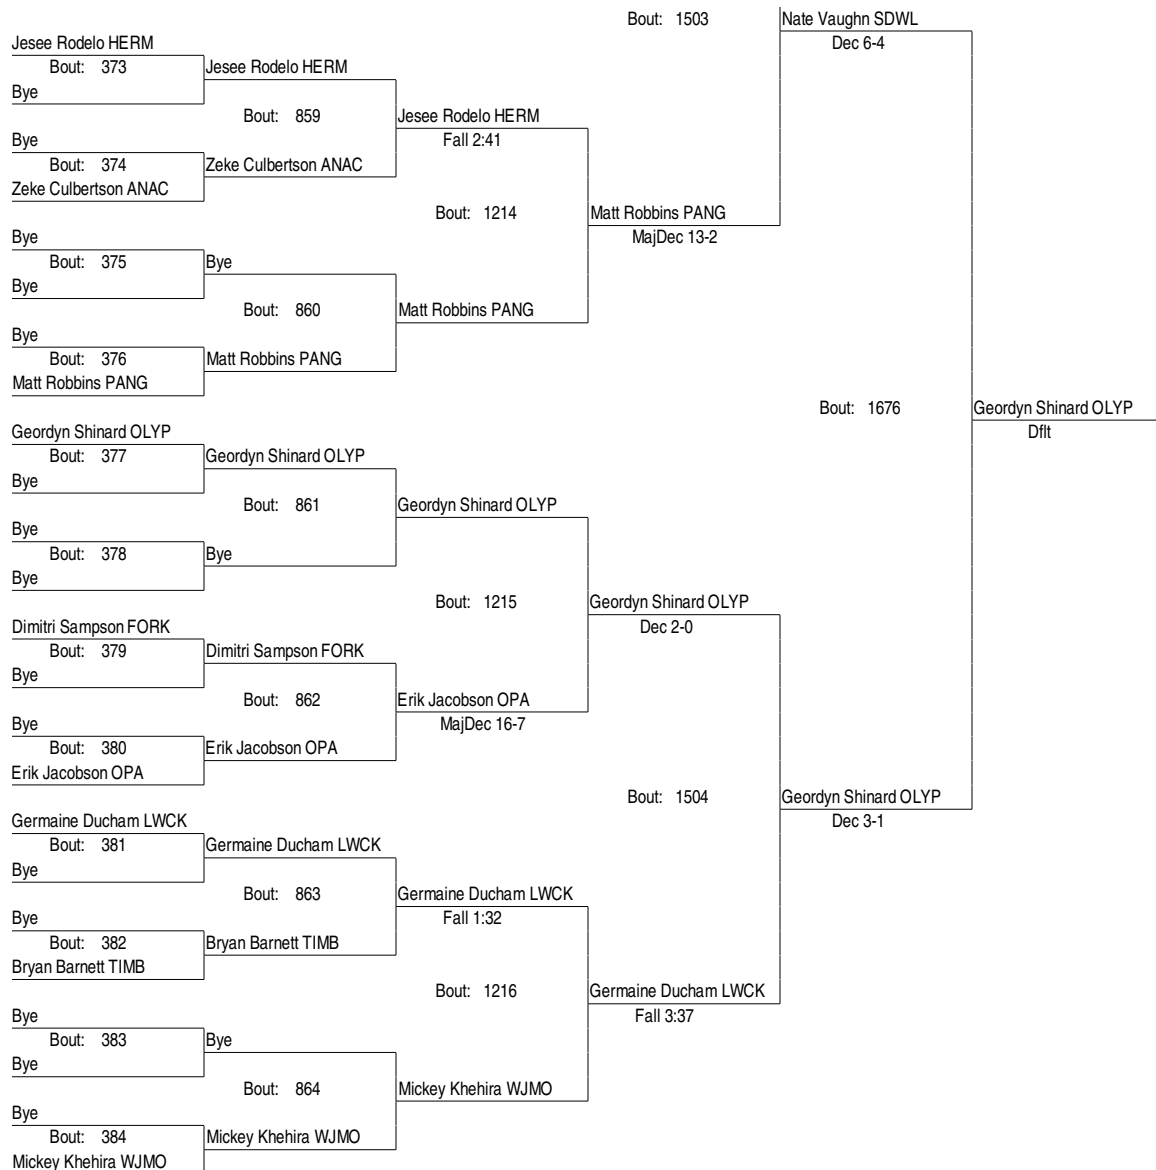 Bout: 1503 Nate Vaughn SDWL
Dec 6-4
Jesee Rodelo HERM
Bout: 373 Jesee Rodelo HERM
Bye
Bout: 859 Jesee Rodelo HERM
Fall 2:41
Bye
Bout: 374 Zeke Culbertson ANAC
Zeke Culbertson ANAC
Bout: 1214 Matt Robbins PANG
MajDec 13-2
Bye
Bout: 375 Bye
Bye
Bout: 860 Matt Robbins PANG
Bye
Bout: 376 Matt Robbins PANG
Matt Robbins PANG
Bout: 1676 Geordyn Shinard OLYP
Dflt
Geordyn Shinard OLYP
Bout: 377 Geordyn Shinard OLYP
Bye
Bout: 861 Geordyn Shinard OLYP
Bye
Bout: 378 Bye
Bye
Bout: 1215 Geordyn Shinard OLYP
Dec 2-0
Dimitri Sampson FORK
Bout: 379 Dimitri Sampson FORK
Bye
Bout: 862 Erik Jacobson OPA
MajDec 16-7
Bye
Bout: 380 Erik Jacobson OPA
Erik Jacobson OPA
Bout: 1504 Geordyn Shinard OLYP
Dec 3-1
Germaine Ducham LWCK
Bout: 381 Germaine Ducham LWCK
Bye
Bout: 863 Germaine Ducham LWCK
Fall 1:32
Bye
Bout: 382 Bryan Barnett TIMB
Bryan Barnett TIMB
Bout: 1216 Germaine Ducham LWCK
Fall 3:37
Bye
Bout: 383 Bye
Bye
Bout: 864 Mickey Khehira WJMO
Bye
Bout: 384 Mickey Khehira WJMO
Mickey Khehira WJMO